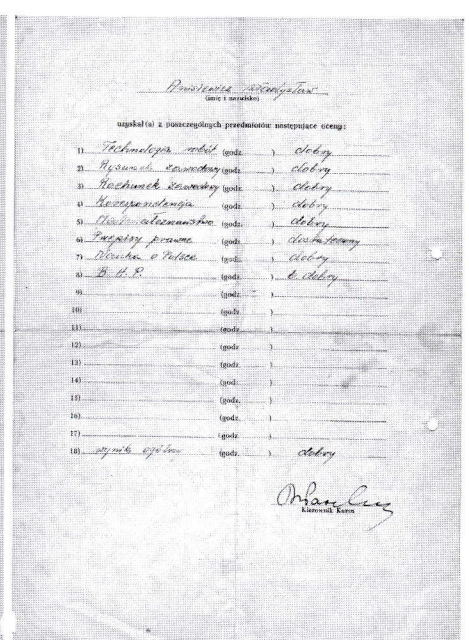 Anisiewicz Władysław
(imię i nazwisko)
uzyskał(a) z poszczególnych przedmiotów następujące oceny:
1) Technologia robót (godz. ) dobry
2) Rysunek zawodowy (godz. ) dobry
3) Rachunek zawodowy (godz. ) dobry
4) Korespondencja (godz. ) dobry
5) Materiałoznawstwo (godz. ) dobry
6) Przepisy prawne (godz. ) dostateczny
7) Nauka o Polsce (godz. ) dobry
8) B.H.P. (godz. ) b. dobry
9) (godz. )
10) (godz. )
11) (godz. )
12) (godz. )
13) (godz. )
14) (godz. )
15) (godz. )
16) (godz. )
17) (godz. )
18) wynik ogólny (godz. ) dobry
Kierownik Kursu